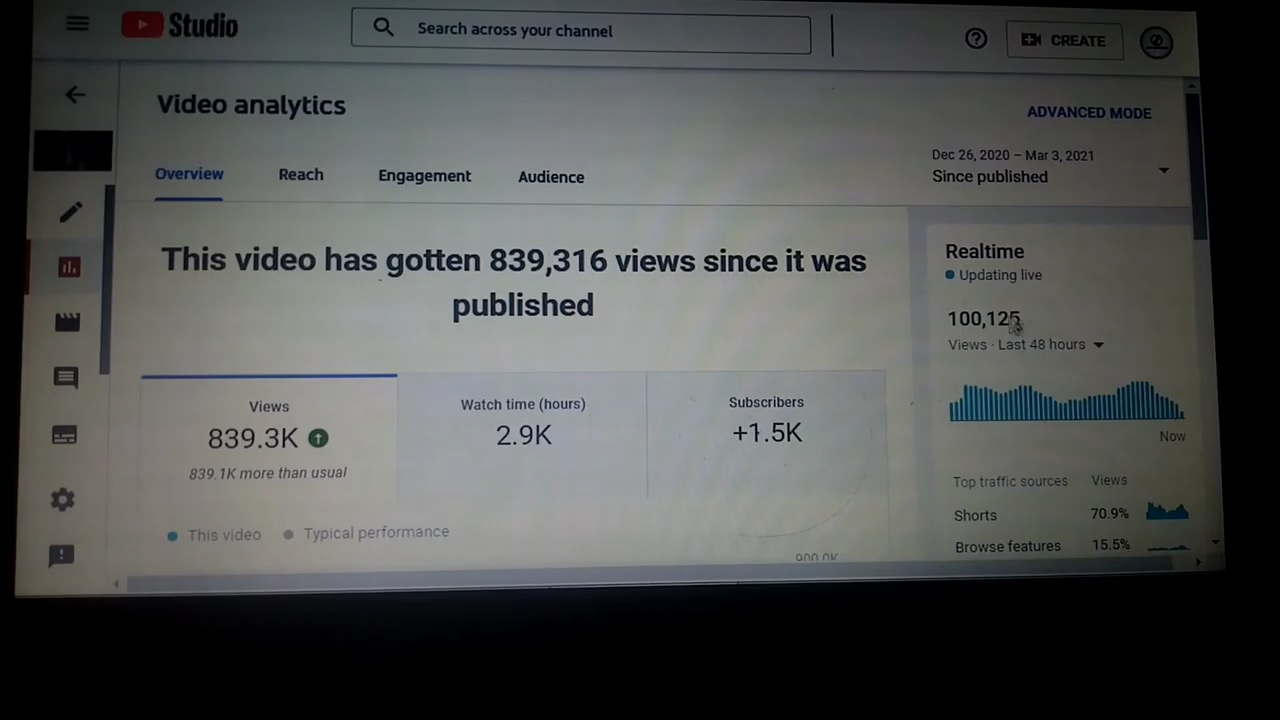 Studio
Search across your channel
CREATE
Video analytics
ADVANCED MODE
Overview
Reach
Engagement
Audience
Dec 26, 2020 – Mar 3, 2021
Since published
This video has gotten 839,316 views since it was
published
Realtime
Updating live
100,125
Views · Last 48 hours
Now
Views
839.3K
839.1K more than usual
Watch time (hours)
2.9K
Subscribers
+1.5K
This video
Typical performance
900.0K
Top traffic sources Views
Shorts 70.9%
Browse features 15.5%